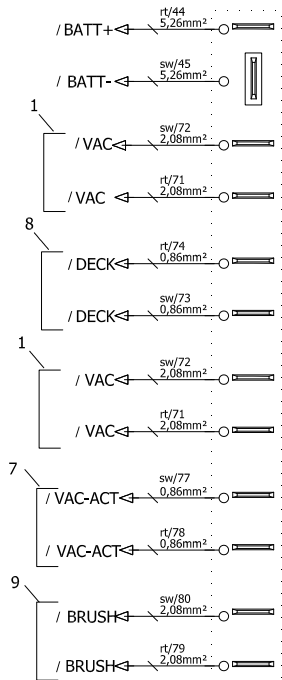 rt/44
/ BATT+ 5,26mm²
sw/45
/ BATT- 5,26mm²
1
sw/72
/ VAC 2,08mm²
rt/71
/ VAC 2,08mm²
8
rt/74
/ DECK 0,86mm²
sw/73
/ DECK 0,86mm²
1
sw/72
/ VAC 2,08mm²
rt/71
/ VAC 2,08mm²
7
sw/77
/ VAC-ACT 0,86mm²
rt/78
/ VAC-ACT 0,86mm²
9
sw/80
/ BRUSH 2,08mm²
rt/79
/ BRUSH 2,08mm²